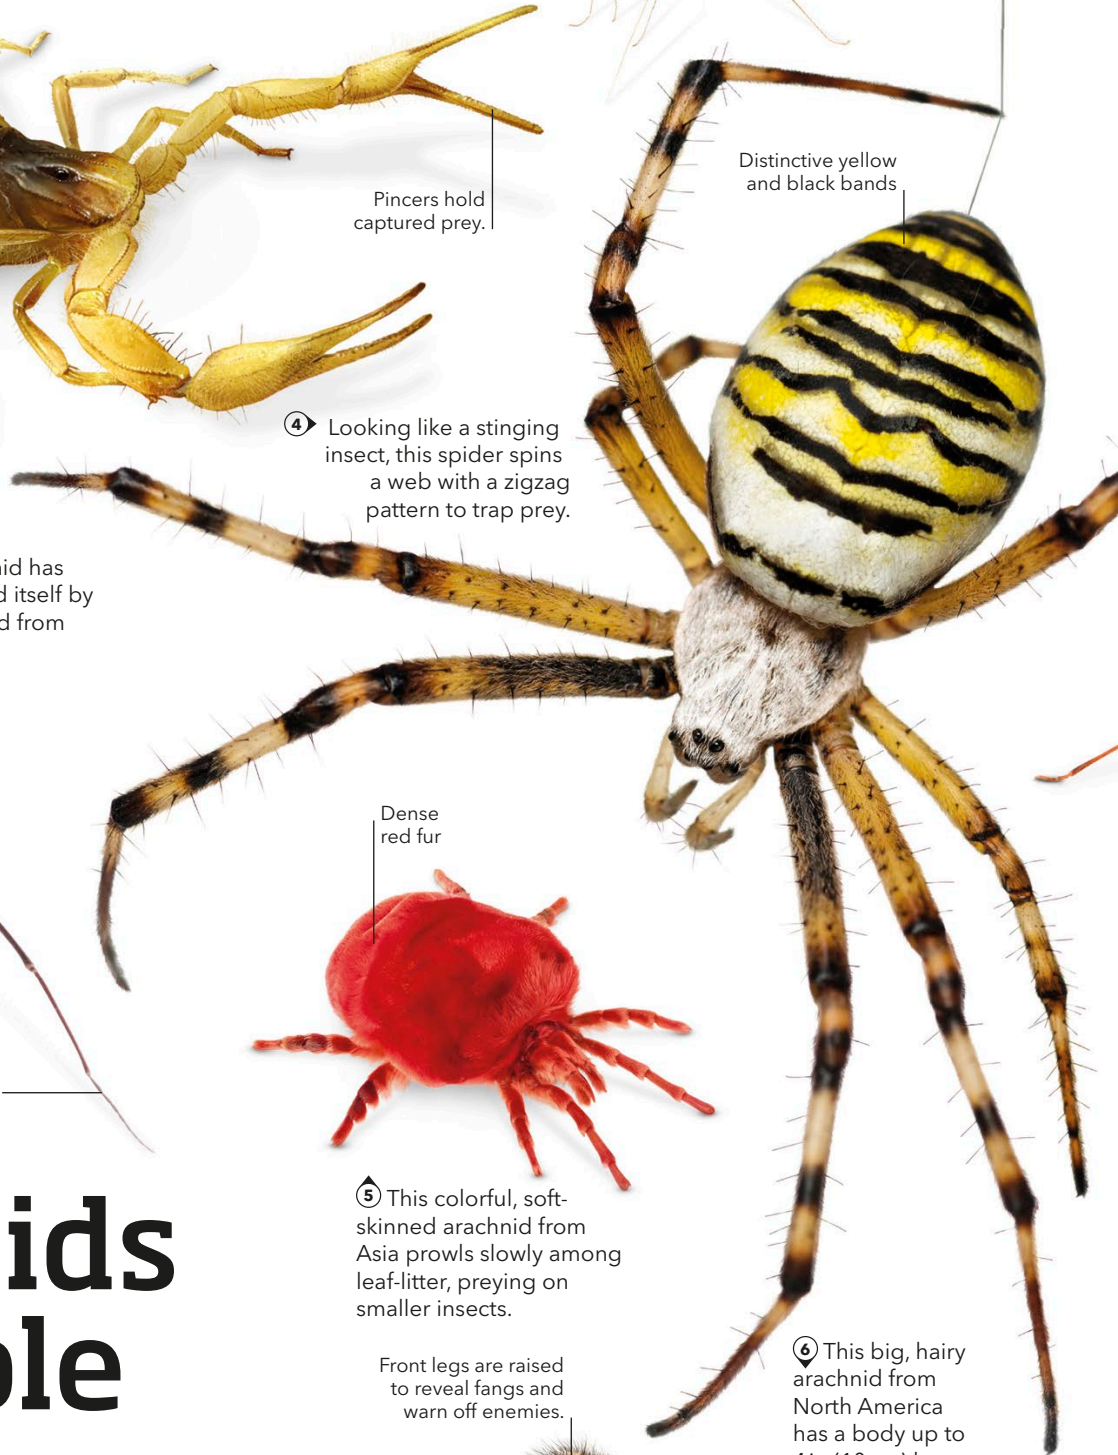 Distinctive yellow
and black bands
Pincers hold
captured prey.
4 Looking like a stinging
insect, this spider spins
a web with a zigzag
pattern to trap prey.
has
itself by
from
Dense
red fur
5 This colorful, soft-
skinned arachnid from
Asia prowls slowly among
leaf-litter, preying on
smaller insects.
Front legs are raised
to reveal fangs and
warn off enemies.
6 This big, hairy
arachnid from
North America
has a body up to